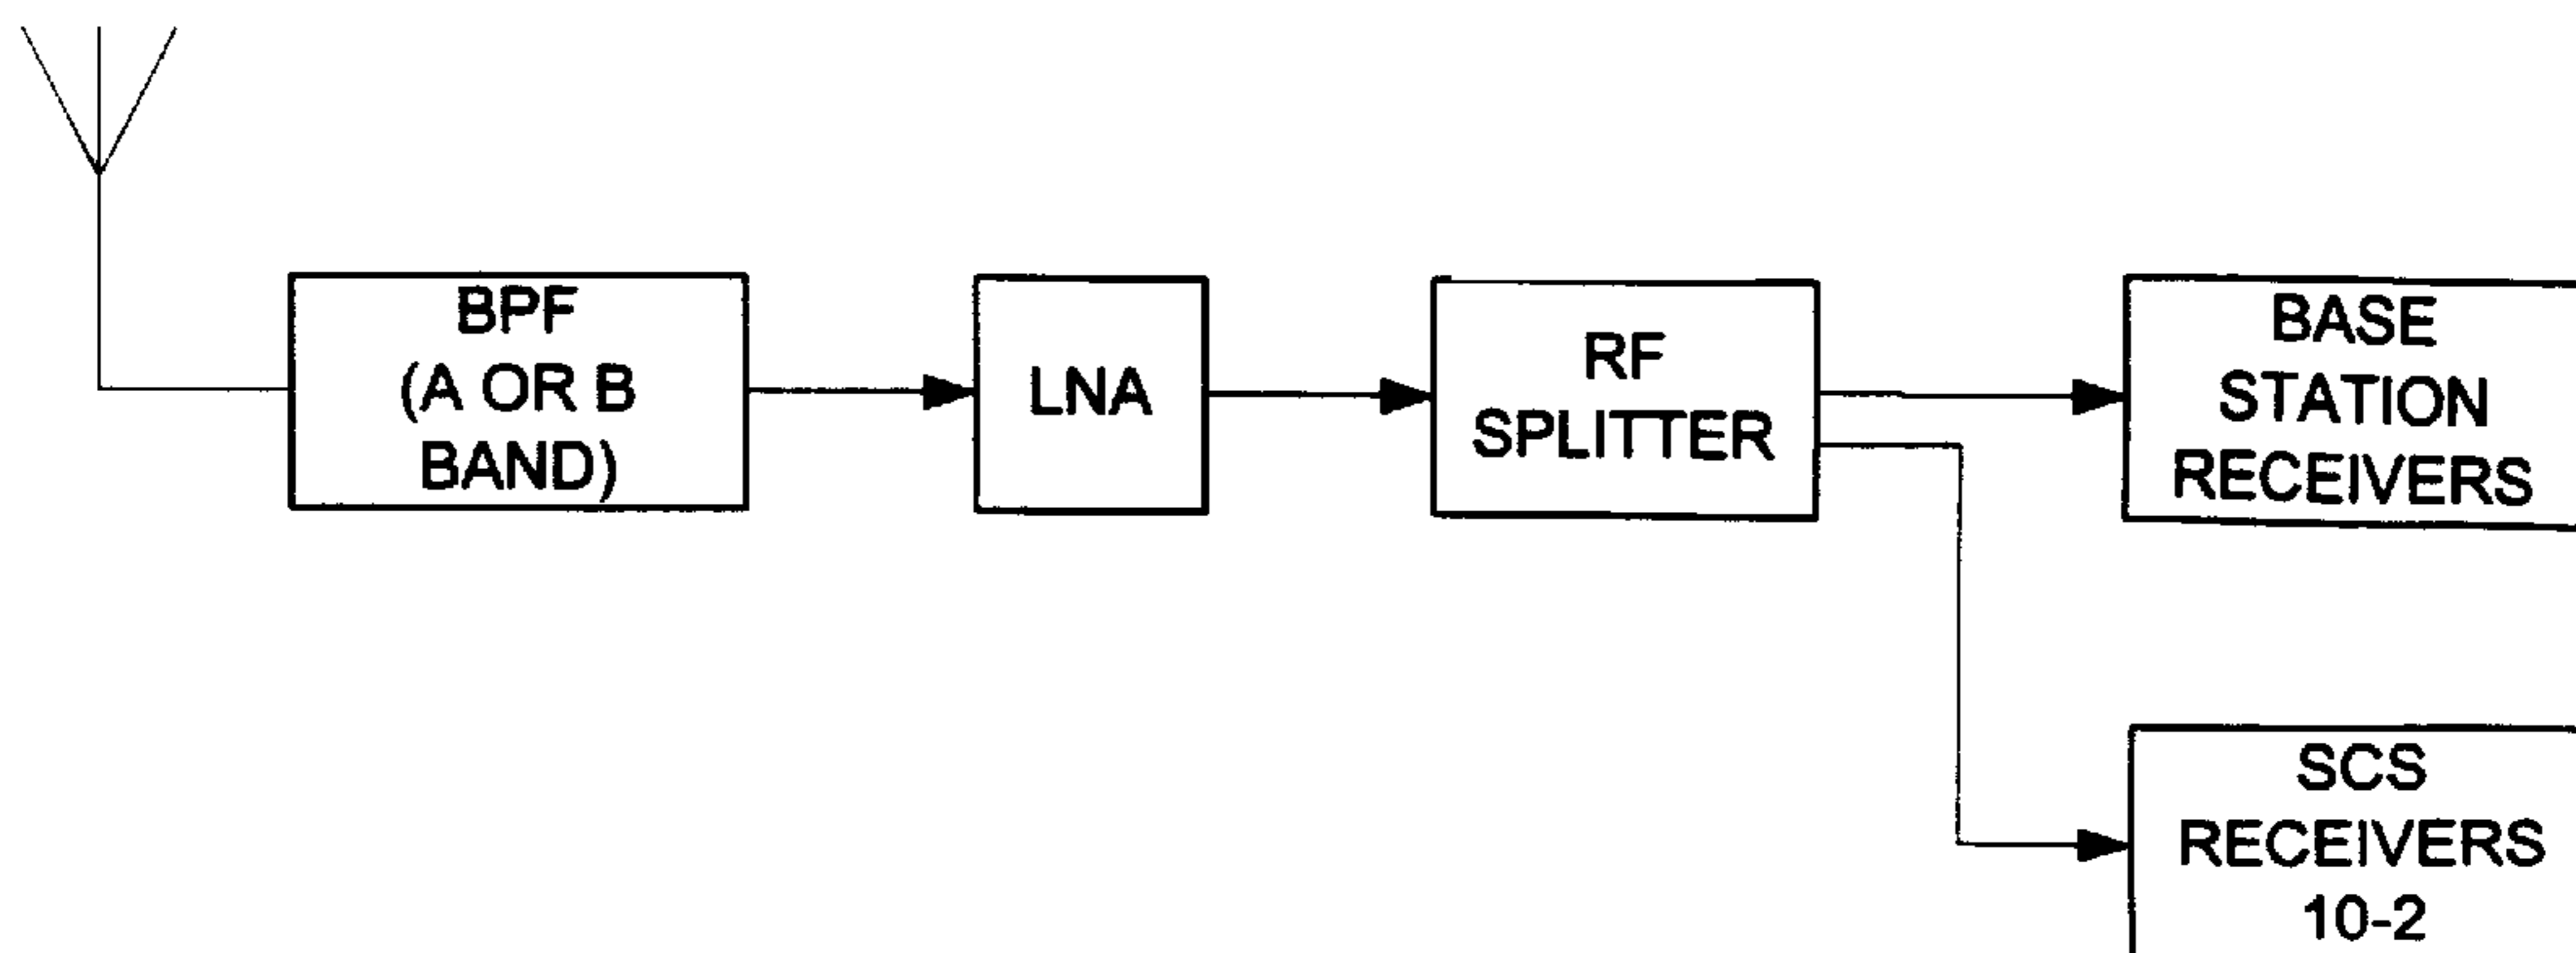 BPF
(A OR B
BAND)
LNA
RF
SPLITTER
BASE
STATION
RECEIVERS
SCS
RECEIVERS
10-2